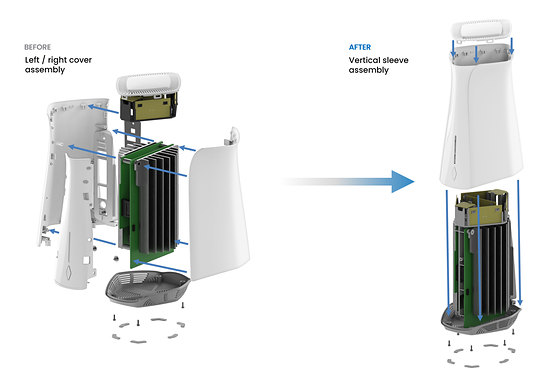 BEFORE
Left / right cover
assembly
AFTER
Vertical sleeve
assembly